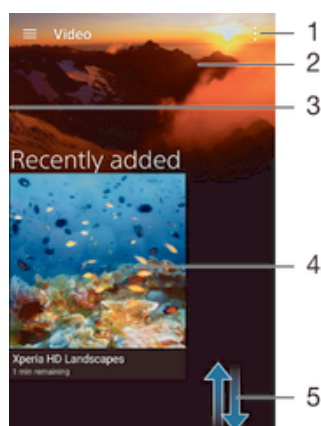 Video
1
2
3
Recently added
4
Xperia HD Landscapes
1 min remaining
5